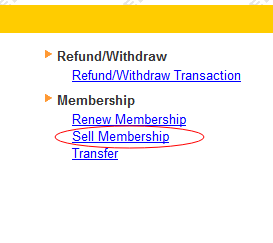 Refund/Withdraw
Refund/Withdraw Transaction
Membership
Renew Membership
Sell Membership
Transfer